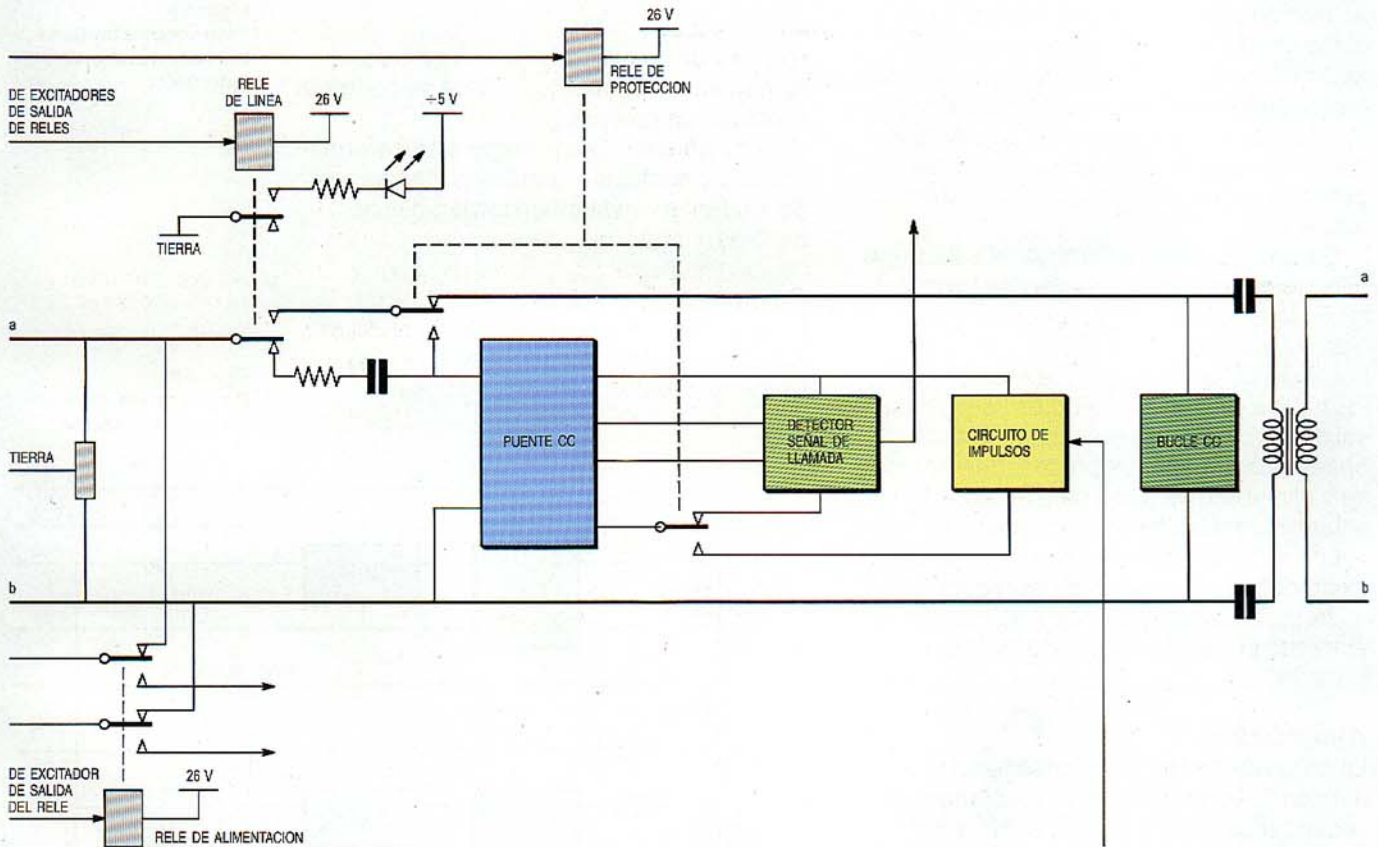 26 V
RELE DE
PROTECCION
DE EXCITADORES
DE SALIDA
DE RELES
RELE
DE LINEA
26 V
÷5 V
TIERRA
a
a
TIERRA
PUENTE CC
DETECTOR
SEÑAL DE
LLAMADA
CIRCUITO DE
IMPULSOS
BUCLE CC
b
b
DE EXCITADOR
DE SALIDA
DEL RELE
26 V
RELE DE ALIMENTACION